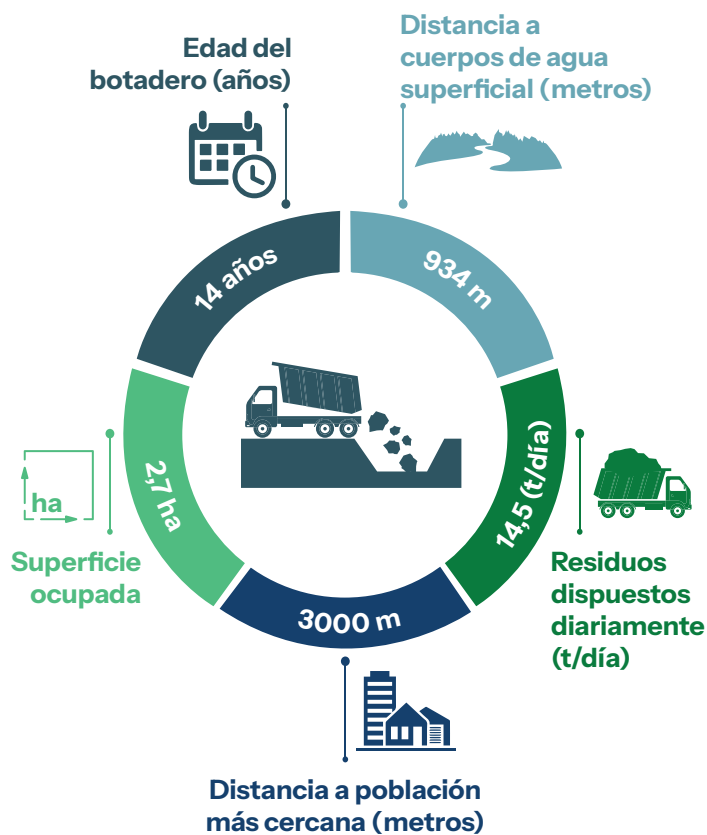 Edad del
botadero (años)
Distancia a
cuerpos de agua
superficial (metros)
14 años
934 m
2,7 ha
14,5 (t/día)
3000 m
ha
Superficie
ocupada
Residuos
dispuestos
diariamente
(t/día)
Distancia a población
más cercana (metros)